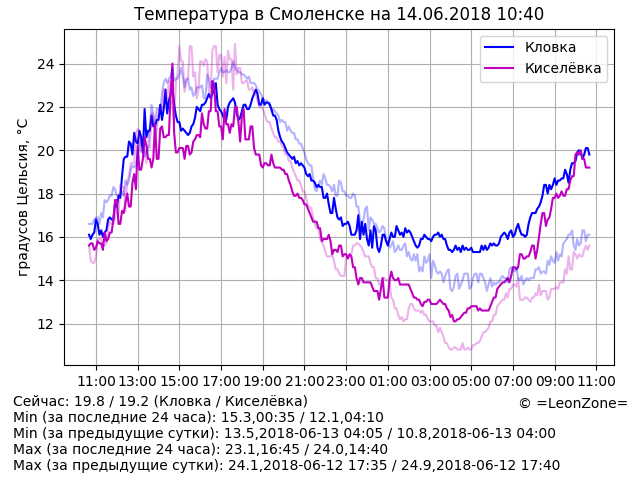 Температура в Смоленске на 14.06.2018 10:40
Кловка
Киселёвка
градусов Цельсия, °C
24
22
20
18
16
14
12
11:00 13:00 15:00 17:00 19:00 21:00 23:00 01:00 03:00 05:00 07:00 09:00 11:00
Сейчас: 19.8 / 19.2 (Кловка / Киселёвка)
© =LeonZone=
Min (за последние 24 часа): 15.3,00:35 / 12.1,04:10
Min (за предыдущие сутки): 13.5,2018-06-13 04:05 / 10.8,2018-06-13 04:00
Max (за последние 24 часа): 23.1,16:45 / 24.0,14:40
Max (за предыдущие сутки): 24.1,2018-06-12 17:35 / 24.9,2018-06-12 17:40